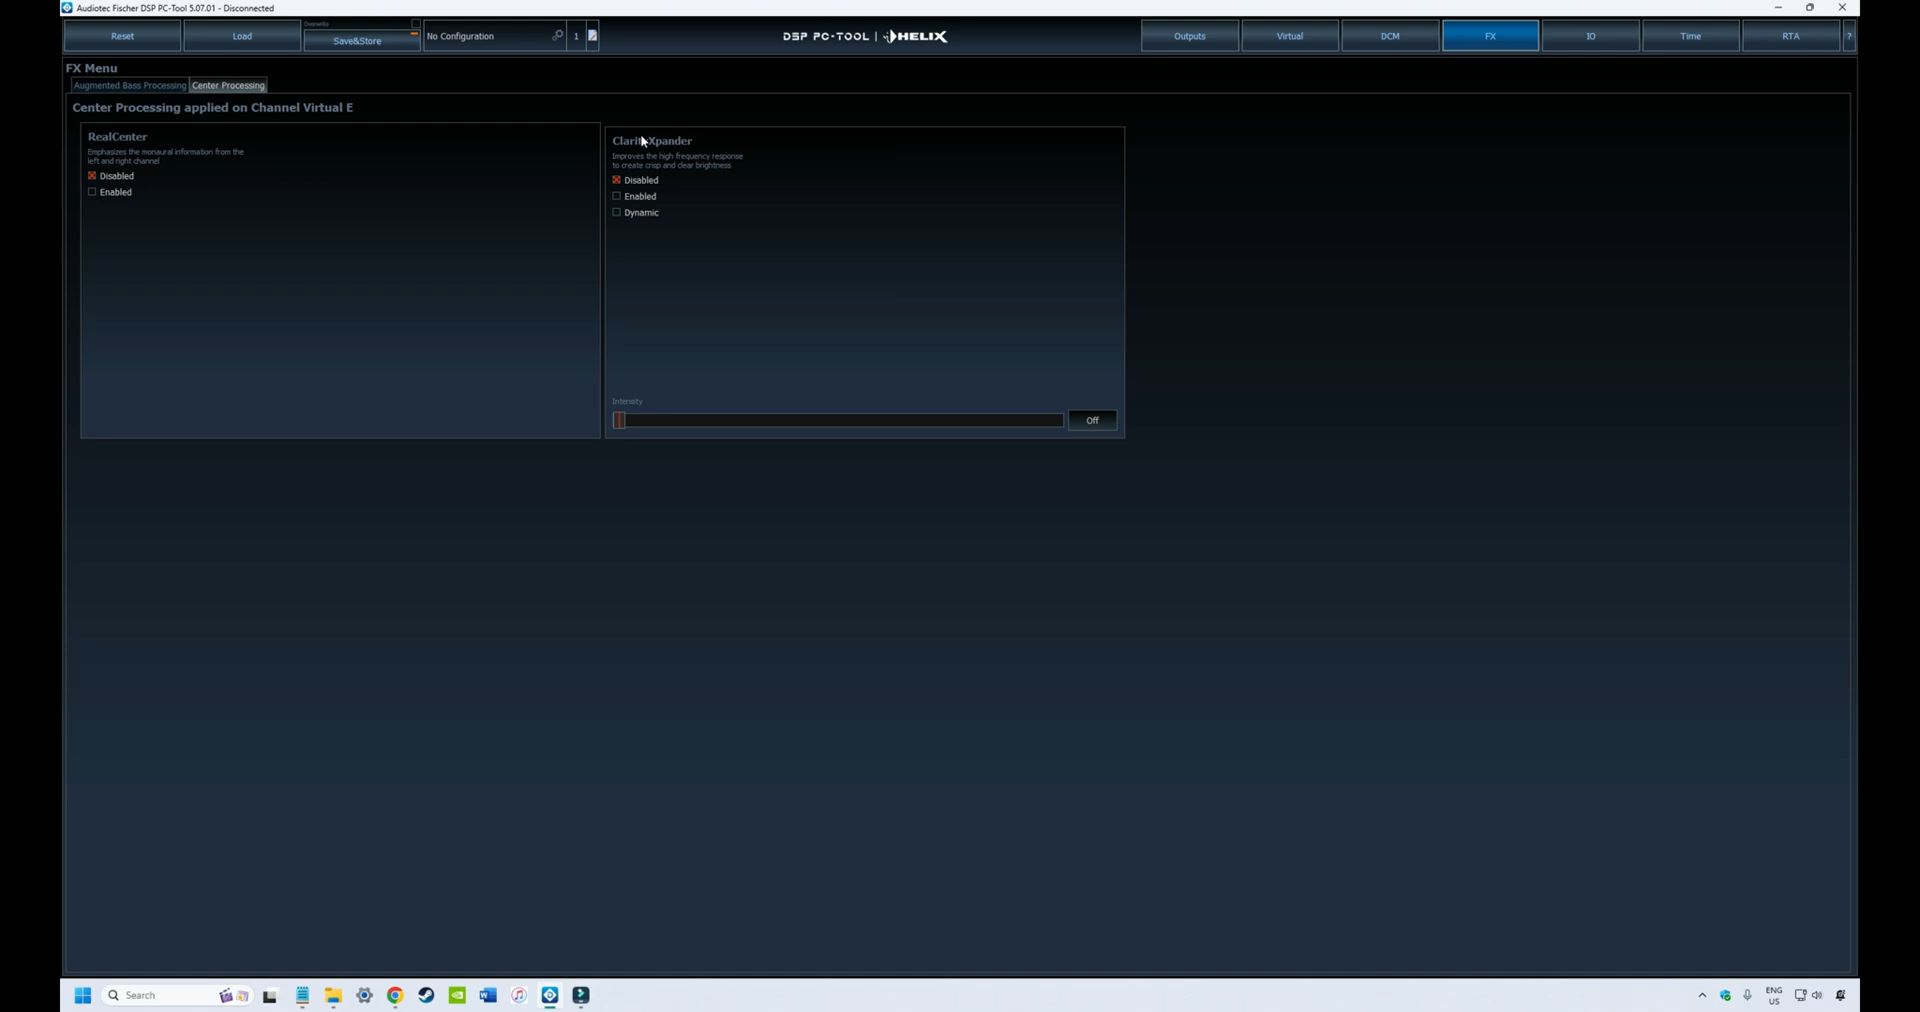 Audiotec Fischer DSP PC-Tool 5.07.01 - Disconnected
Reset
Load
Overwrite
Save&Store
No Configuration
1
DSP PC-TOOL | HELIX
Outputs
Virtual
DCM
FX
IO
Time
RTA
?
FX Menu
Augmented Bass Processing
Center Processing
Center Processing applied on Channel Virtual E
RealCenter
Emphasizes the monaural information from the
left and right channel
Disabled
Enabled
Clarity Xpander
Improves the high frequency response
to create crisp and clear brightness
Disabled
Enabled
Dynamic
Intensity
Off
Search
ENG
US